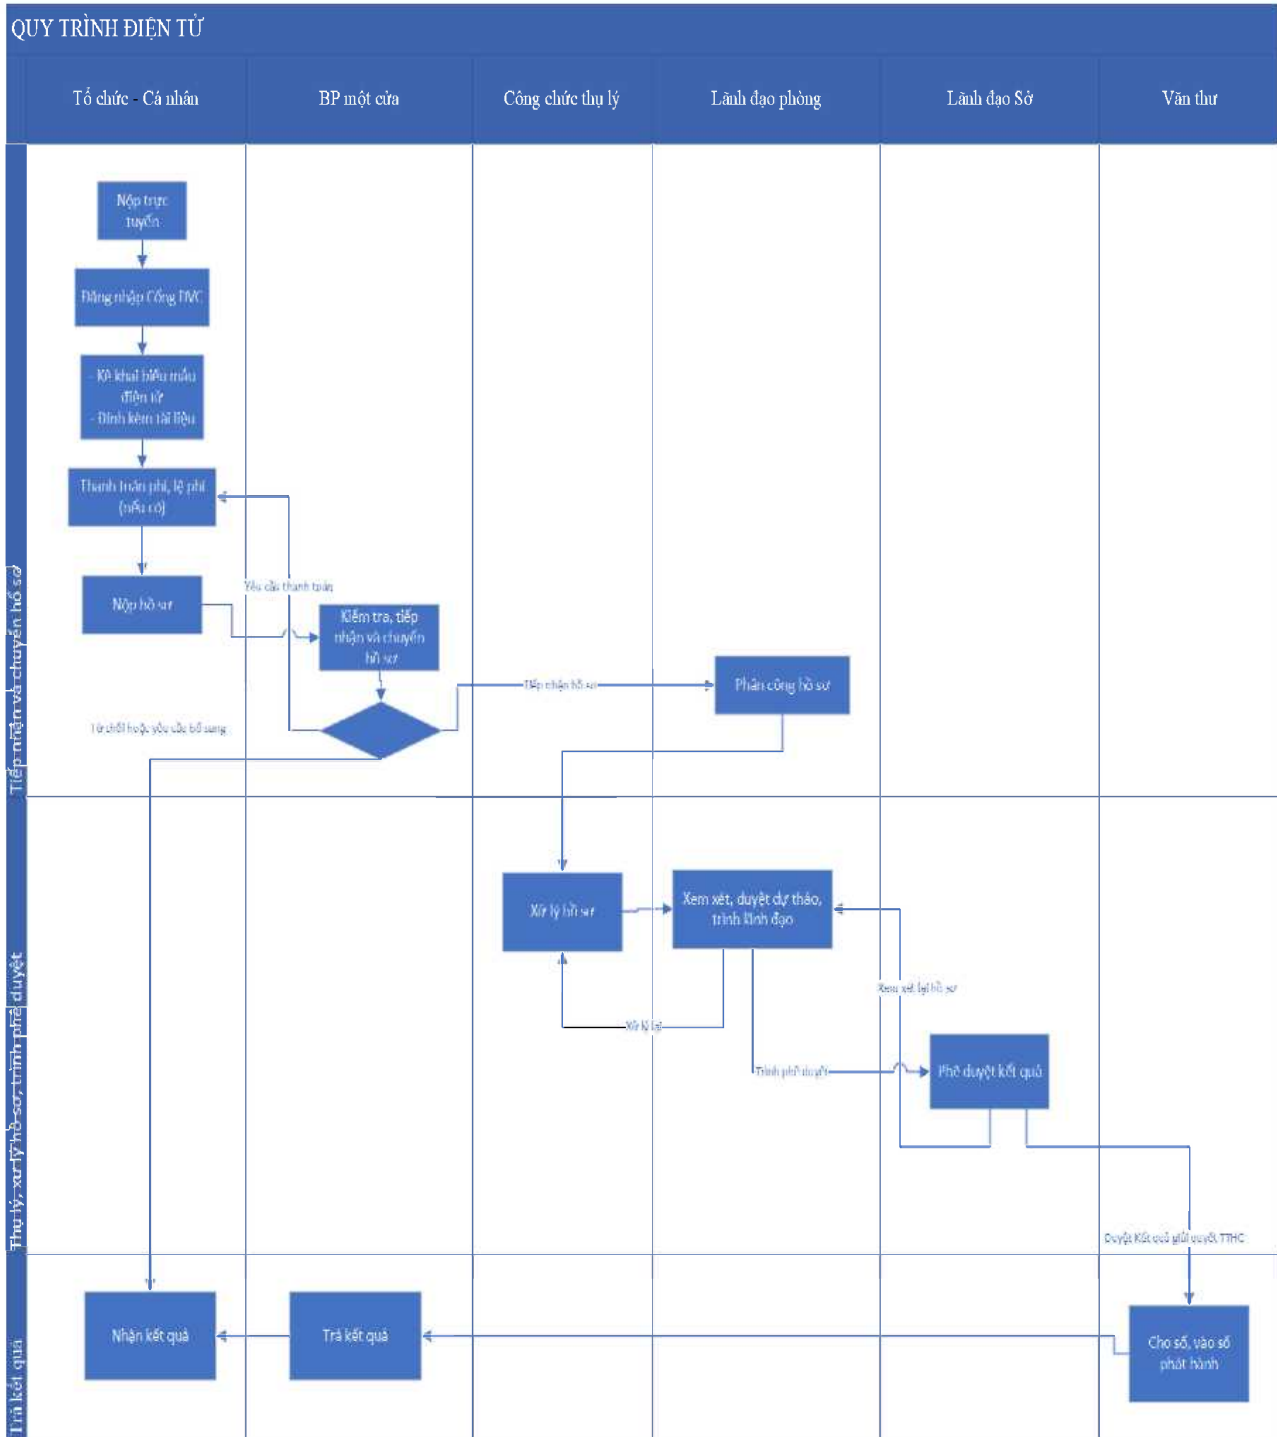 QUY TRÌNH ĐIỆN TỬ
Tổ chức - Cá nhân
BP một cửa
Công chức thụ lý
Lãnh đạo phòng
Lãnh đạo Sở
Văn thư
Tiếp nhận và chuyển hồ sơ
Nộp trực
tuyến
Đăng nhập Cổng DVC
- Kê khai biểu mẫu
điện tử
- Đính kèm tài liệu
Thanh toán phí, lệ phí
(nếu có)
Yêu cầu thanh toán
Nộp hồ sơ
Kiểm tra, tiếp
nhận và chuyển
hồ sơ
Tiếp nhận hồ sơ
Phân công hồ sơ
Từ chối hoặc yêu cầu bổ sung
Thụ lý, xử lý hồ sơ, trình phê duyệt
Xử lý hồ sơ
Xem xét, duyệt dự thảo,
trình lãnh đạo
Xem xét lại hồ sơ
Xử lý lại
Trình phê duyệt
Phê duyệt kết quả
Duyệt Kết quả giải quyết TTHC
Trả kết quả
Nhận kết quả
Trả kết quả
Cho số, vào sổ
phát hành